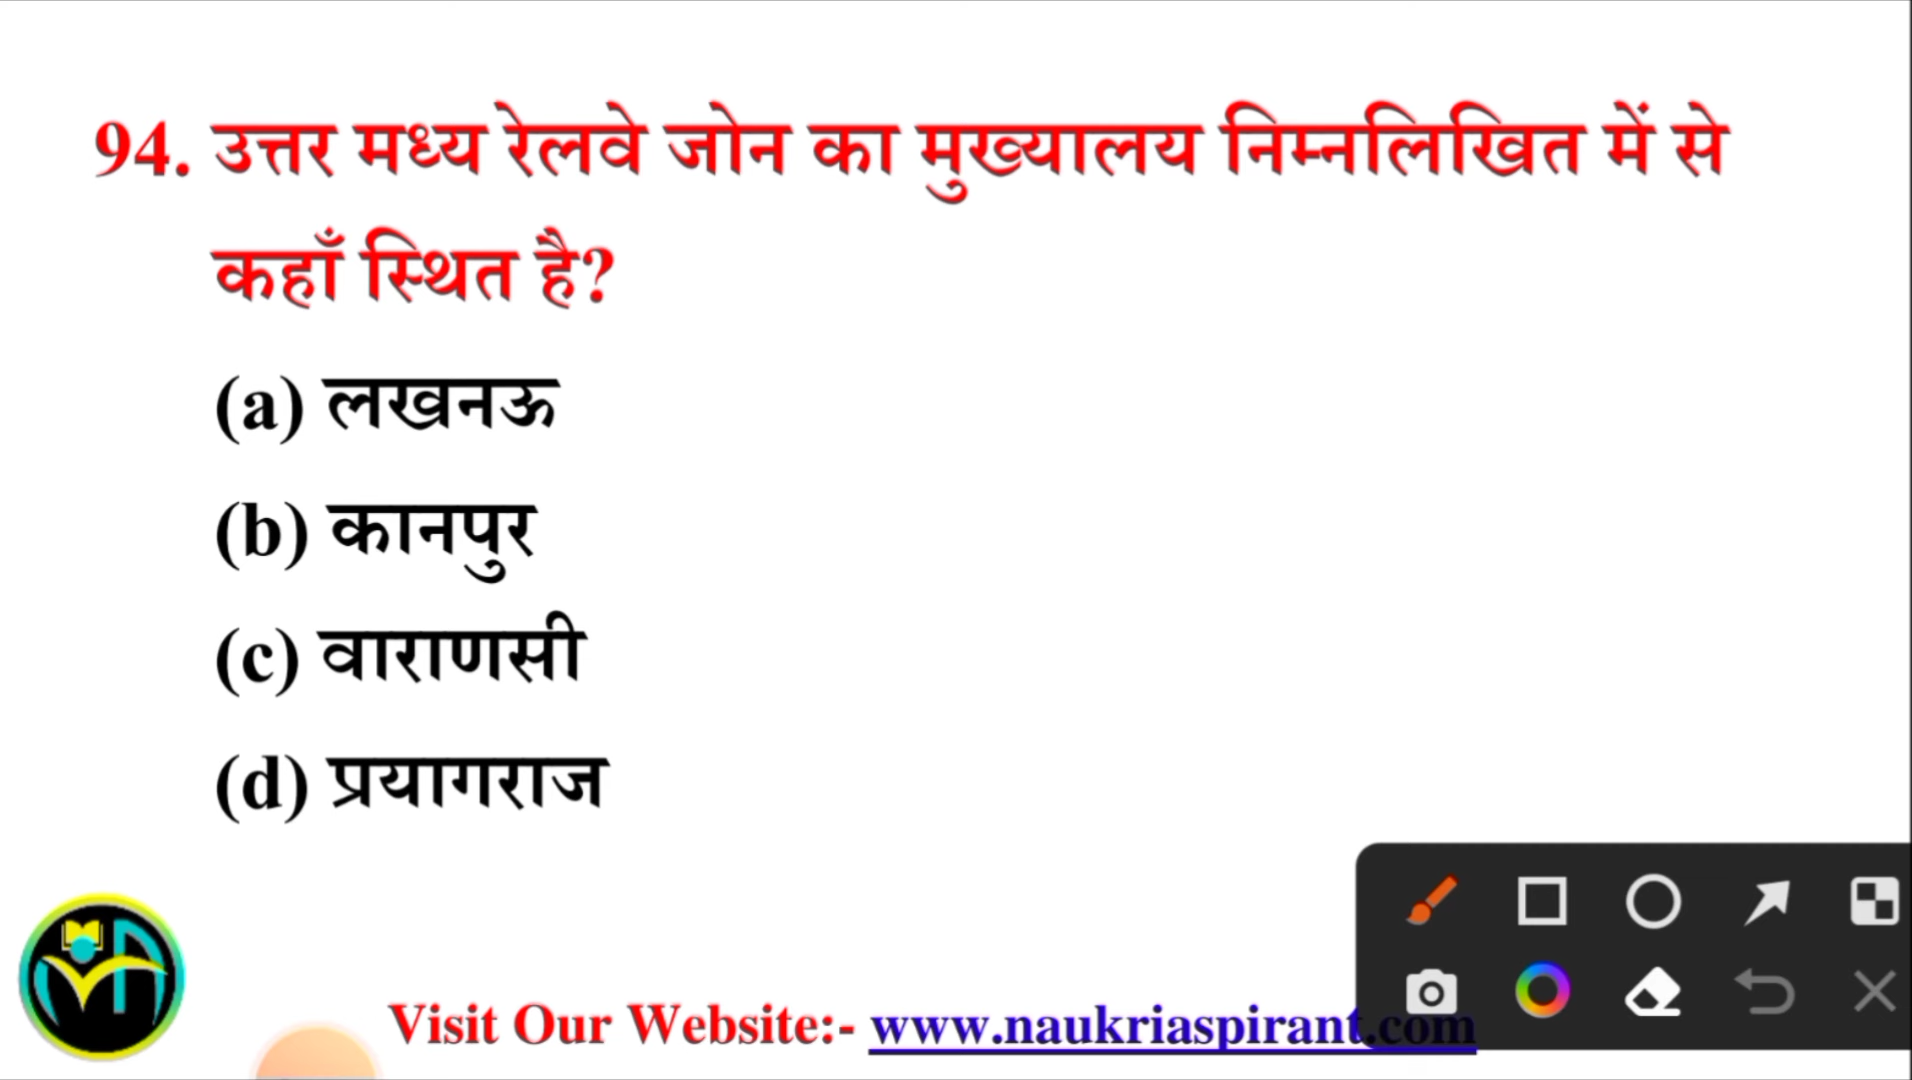 94. उत्तर मध्य रेलवे जोन का मुख्यालय निम्नलिखित में से
कहाँ स्थित है?
(a) लखनऊ
(b) कानपुर
(c) वाराणसी
(d) प्रयागराज
Visit Our Website:- www.naukriaspirant.com